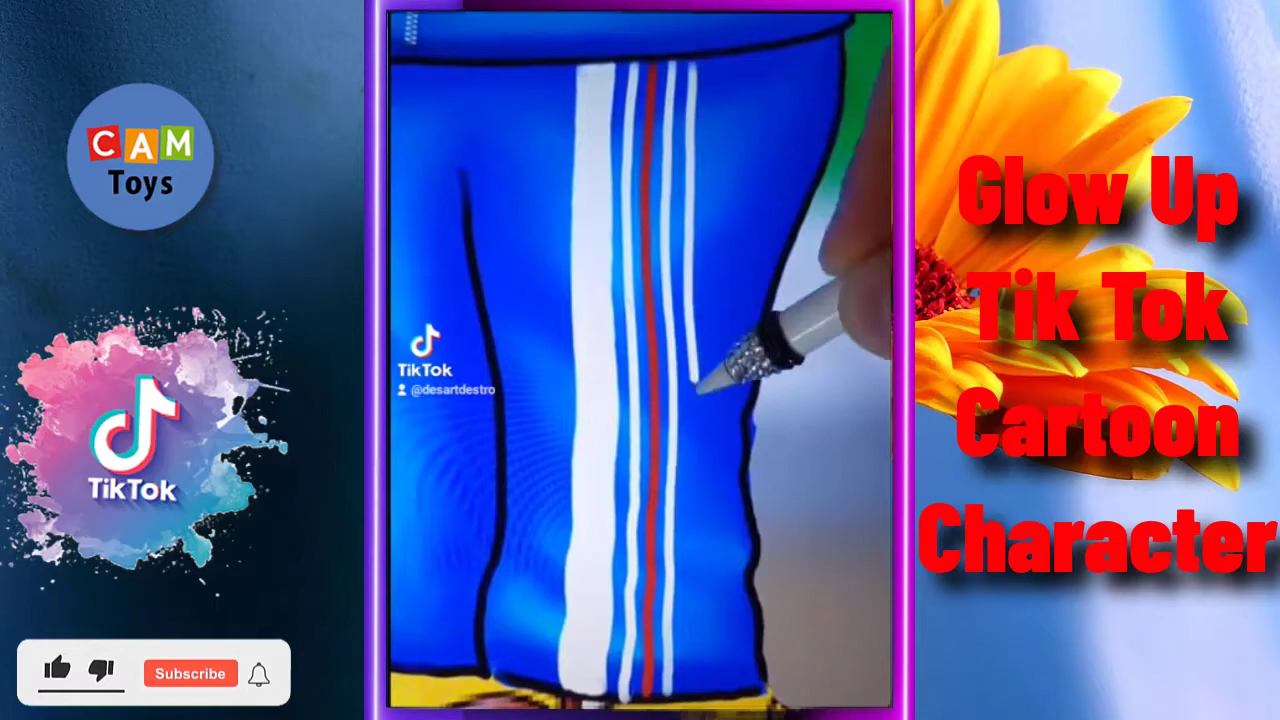 CAM
Toys
TikTok
Subscribe
TikTok
@desartdestro
Glow Up
Tik Tok
Cartoon
Character